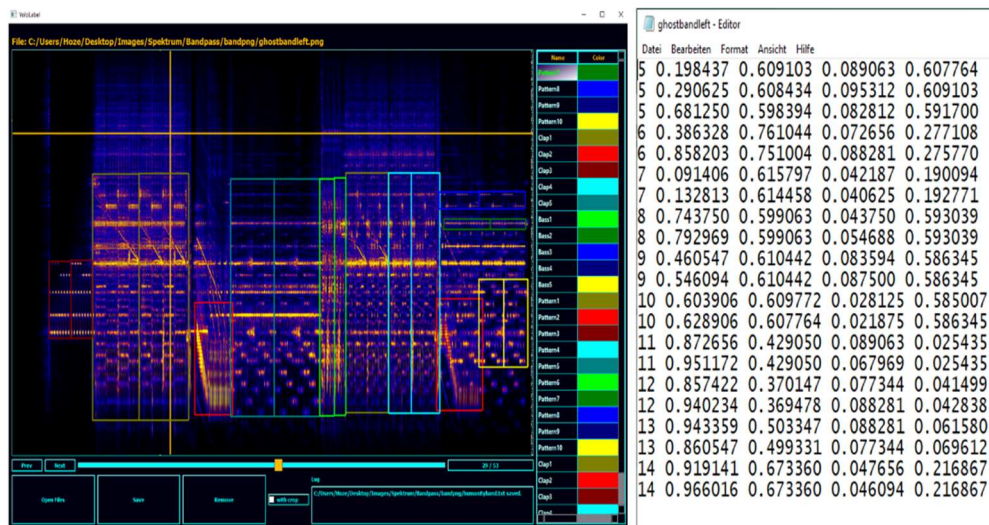 YoloLabel
File: C:/Users/Hoze/Desktop/Images/Spektrum/Bandpass/bandpng/ghostbandleft.png
Name Color
Pattern8
Pattern9
Pattern10
Clap1
Clap2
Clap3
Clap4
Clap5
Bass1
Bass2
Bass3
Bass4
Bass5
Pattern1
Pattern2
Pattern3
Pattern4
Pattern5
Pattern6
Pattern7
Pattern8
Pattern9
Pattern10
Clap1
Clap2
Clap3
Clap4
Prev Next 29 / 53
Log
Open Files Save Remove with crop
C:/Users/Hoze/Desktop/Images/Spektrum/Bandpass/bandpng/homonityband.txt saved.
ghostbandleft - Editor
Datei Bearbeiten Format Ansicht Hilfe
5 0.198437 0.609103 0.089063 0.607764
5 0.290625 0.608434 0.095312 0.609103
5 0.681250 0.598394 0.082812 0.591700
6 0.386328 0.761044 0.072656 0.277108
6 0.858203 0.751004 0.088281 0.275770
7 0.091406 0.615797 0.042187 0.190094
7 0.132813 0.614458 0.040625 0.192771
8 0.743750 0.599063 0.043750 0.593039
8 0.792969 0.599063 0.054688 0.593039
9 0.460547 0.610442 0.083594 0.586345
9 0.546094 0.610442 0.087500 0.586345
10 0.603906 0.609772 0.028125 0.585007
10 0.628906 0.607764 0.021875 0.586345
11 0.872656 0.429050 0.089063 0.025435
11 0.951172 0.429050 0.067969 0.025435
12 0.857422 0.370147 0.077344 0.041499
12 0.940234 0.369478 0.088281 0.042838
13 0.943359 0.503347 0.088281 0.061580
13 0.860547 0.499331 0.077344 0.069612
14 0.919141 0.673360 0.047656 0.216867
14 0.966016 0.673360 0.046094 0.216867